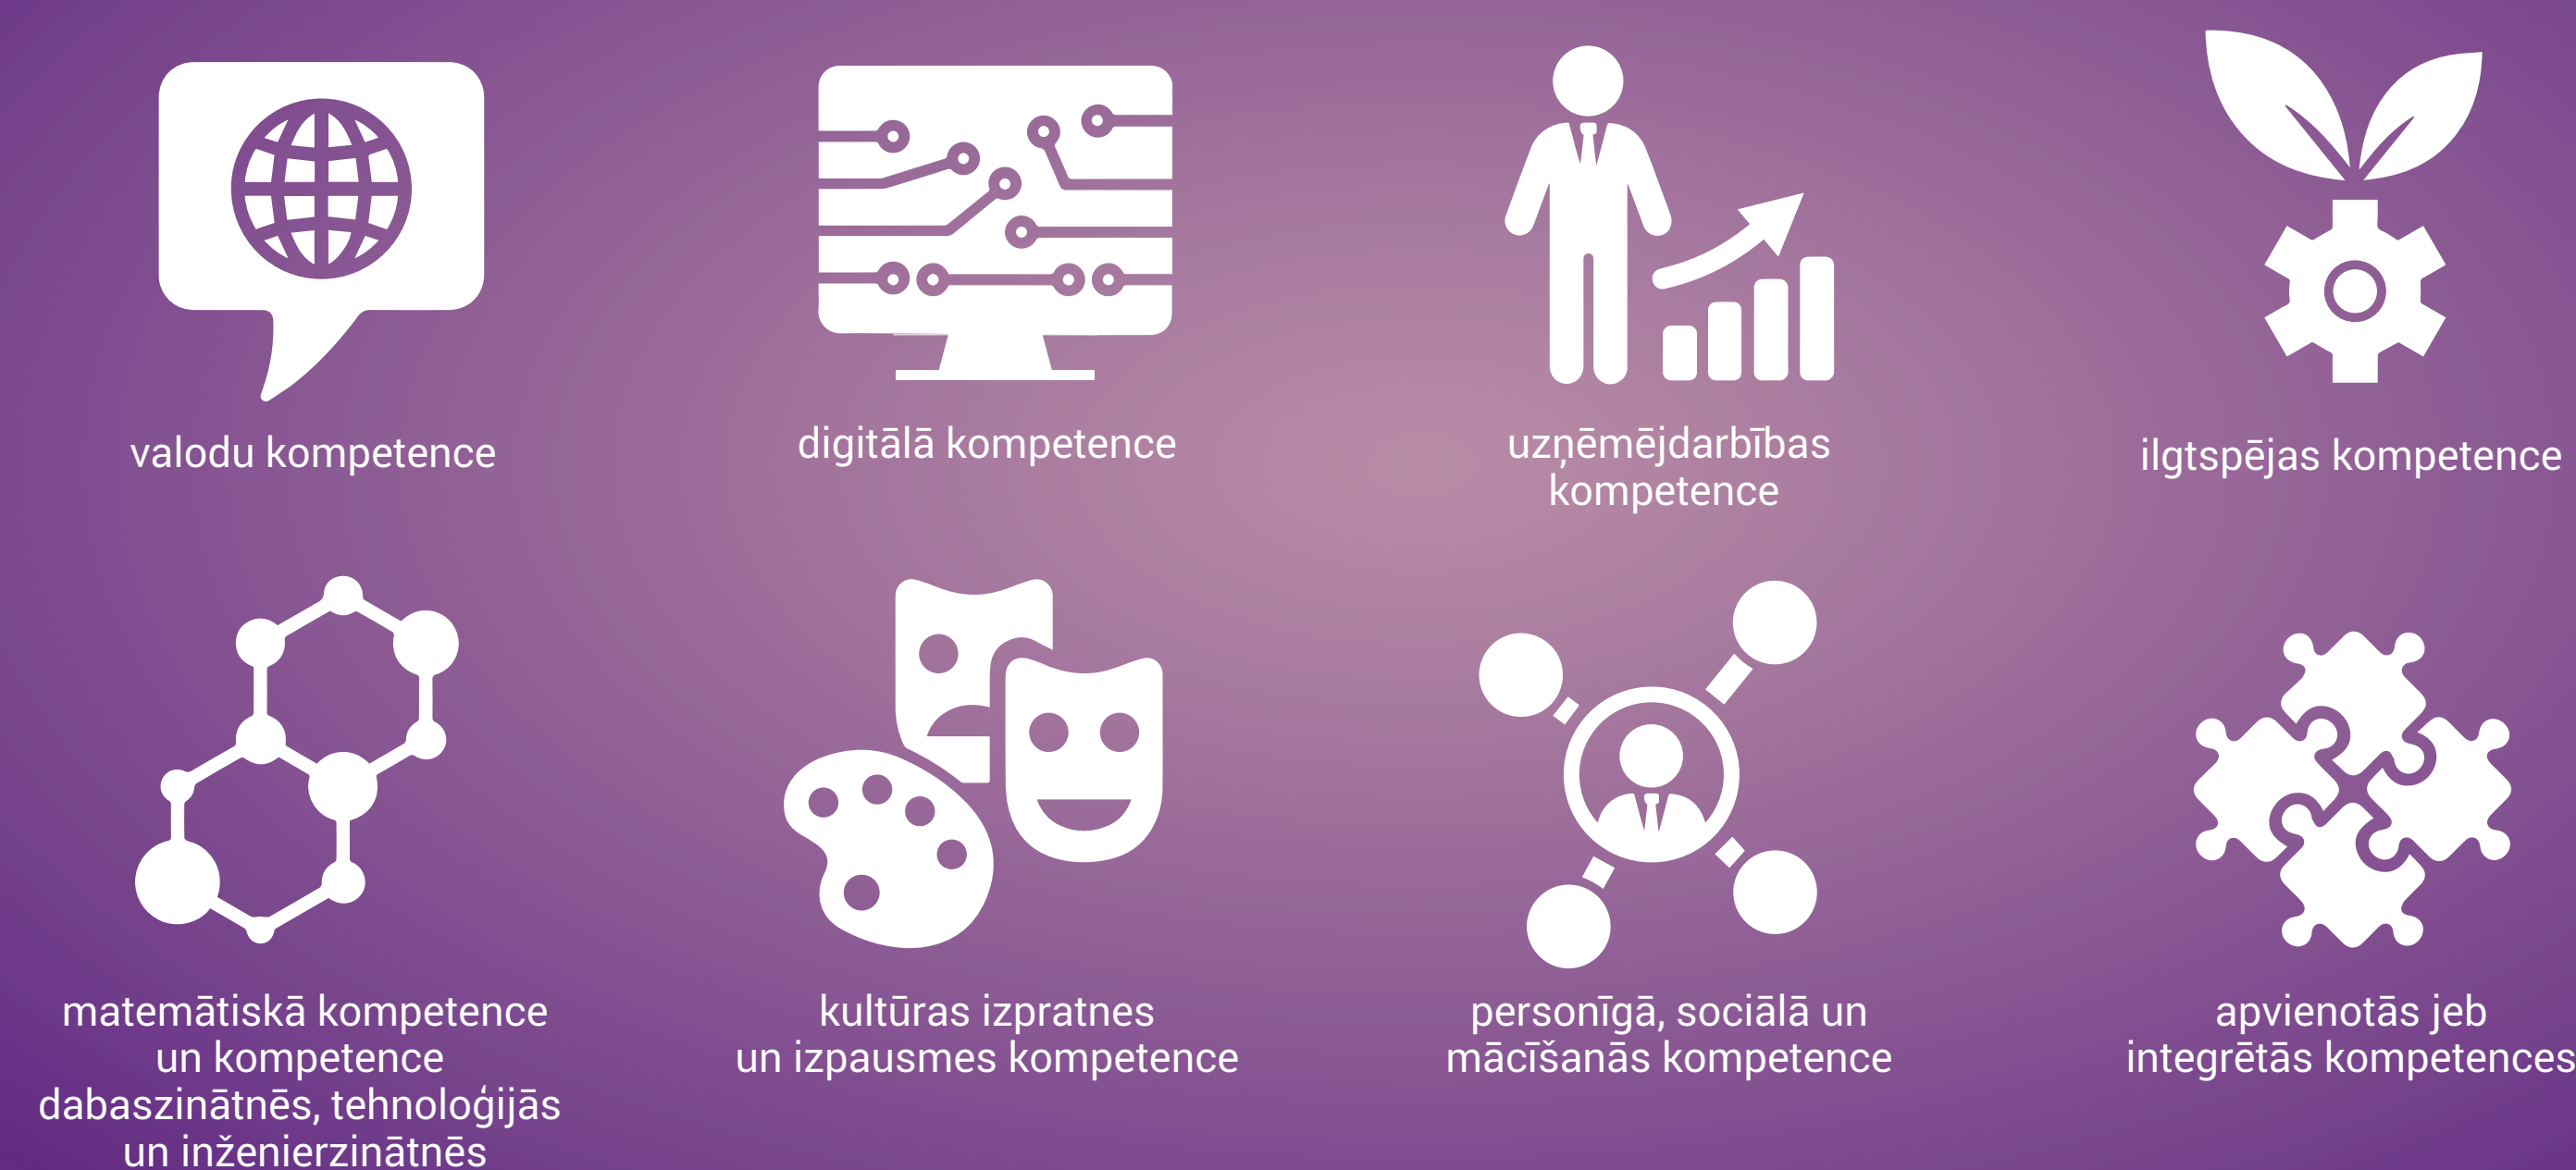 valodu kompetence
digitālā kompetence
uzņēmējdarbības
kompetence
ilgtspējas kompetence
matemātiskā kompetence
un kompetence
dabaszinātnēs, tehnoloģijās
un inženierzinātnēs
kultūras izpratnes
un izpausmes kompetence
personīgā, sociālā un
mācīšanās kompetence
apvienotās jeb
integrētās kompetences